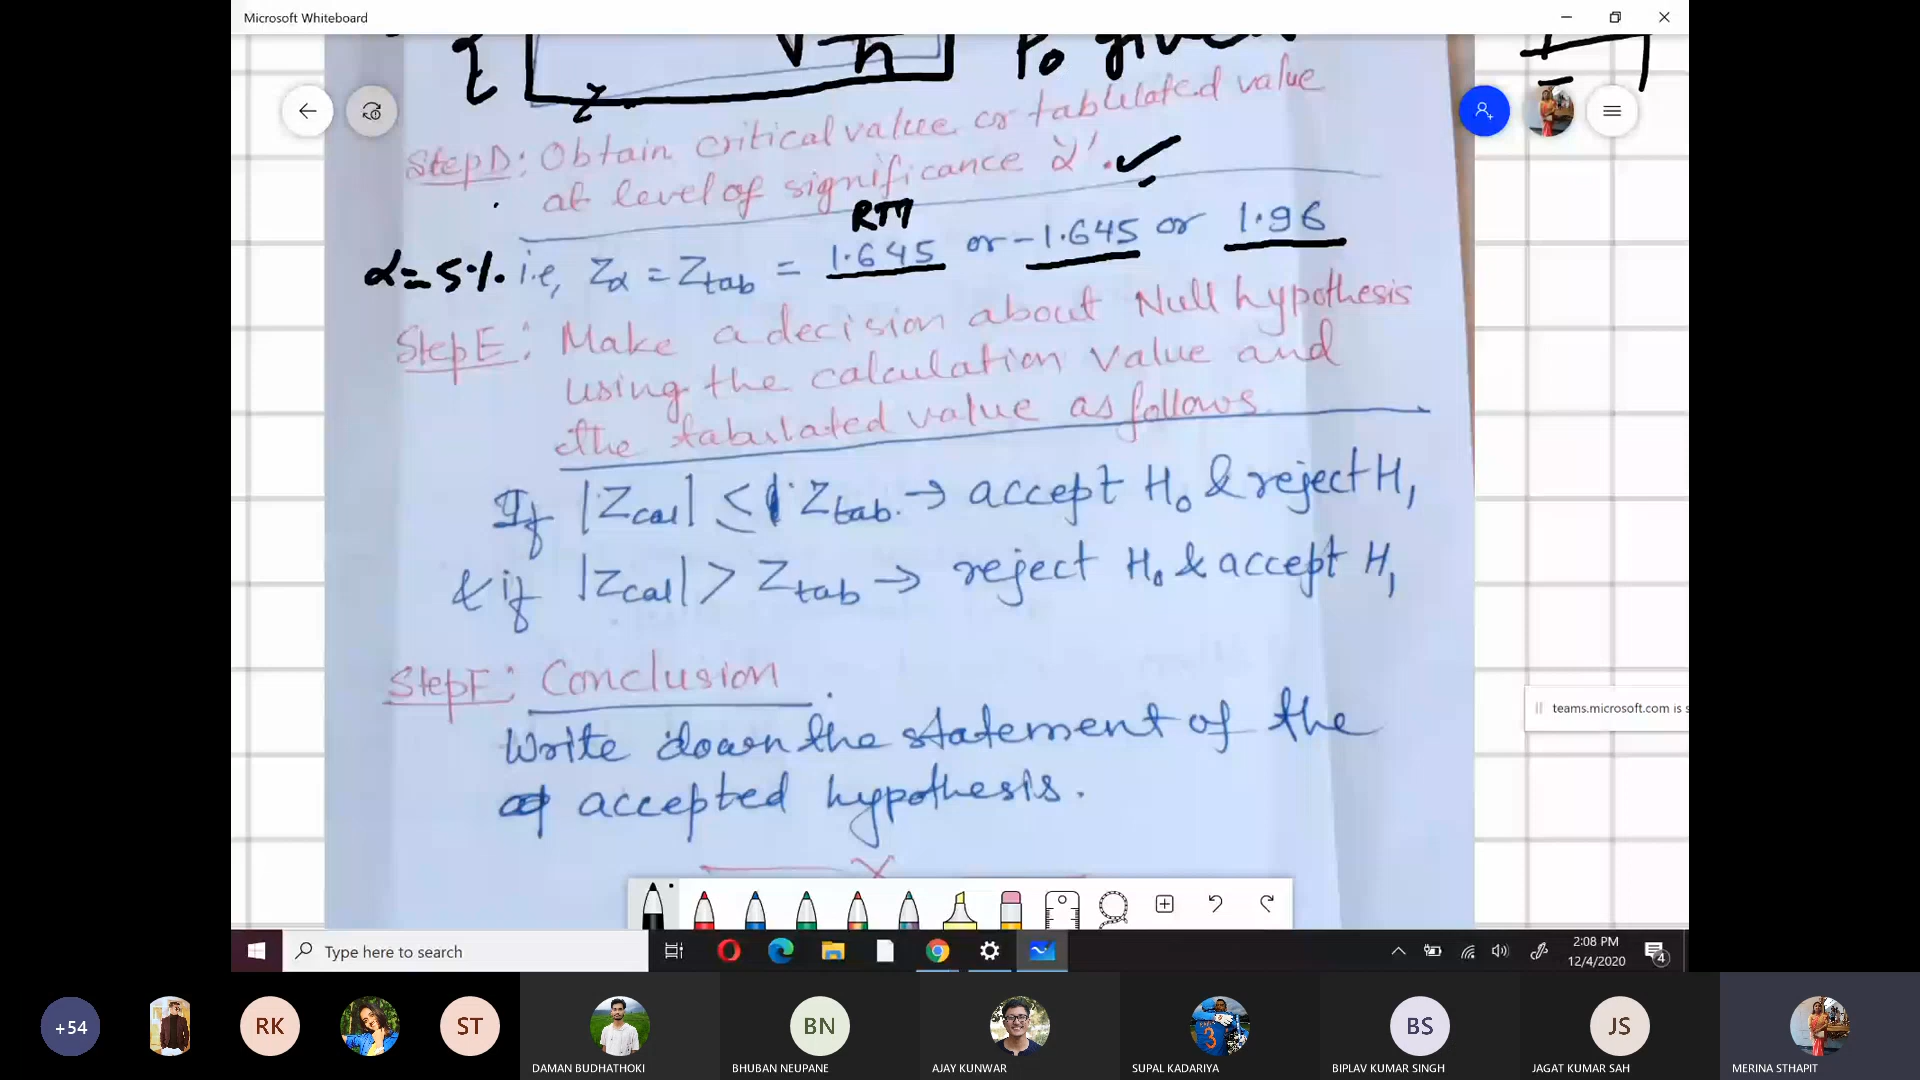 Microsoft Whiteboard
n
Po given
Z
StepD: Obtain critical value or tabulated value
at level of significance 'α'.
RTT
α=5%. i.e, Zα = Ztab = 1.645 or -1.645 or 1.96
StepE: Make a decision about Null hypothesis
using the calculation value and
the tabulated value as follows
If |Zcal| ≤ Ztab. → accept H0 & reject H1
& if |Zcal| > Ztab → reject H0 & accept H1
StepF: Conclusion
teams.microsoft.com is s
Write down the statement of the
accepted hypothesis.
X
Type here to search
2:08 PM
12/4/2020
4
+54
RK
ST
BN
BS
JS
3
DAMAN BUDHATHOKI
BHUBAN NEUPANE
AJAY KUNWAR
SUPAL KADARIYA
BIPLAV KUMAR SINGH
JAGAT KUMAR SAH
MERINA STHAPIT